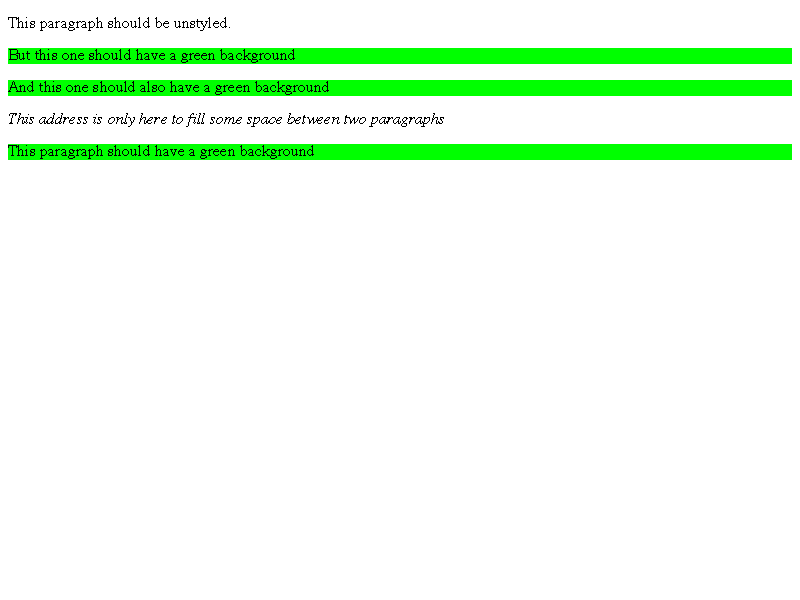 This paragraph should be unstyled.
But this one should have a green background
And this one should also have a green background
This address is only here to fill some space between two paragraphs
This paragraph should have a green background